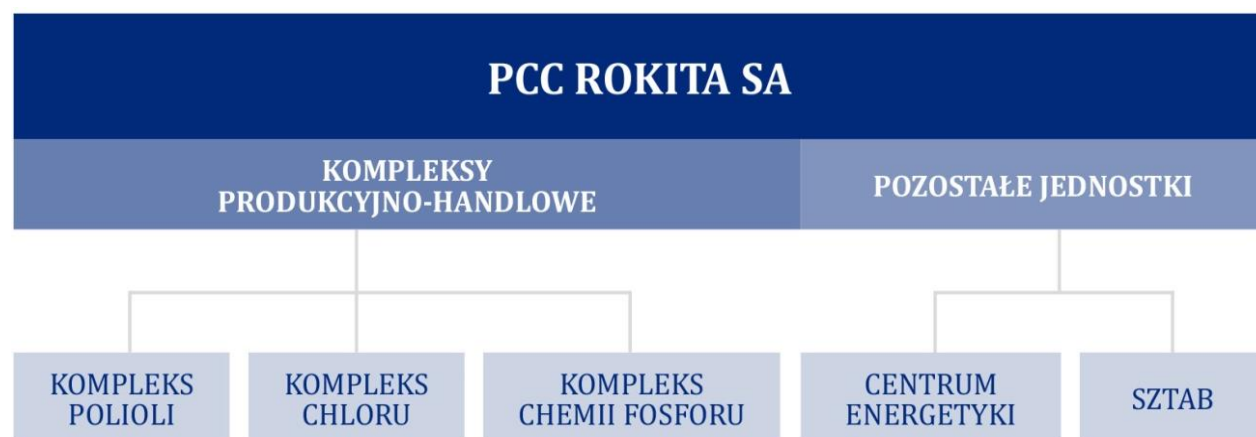 PCC ROKITA SA
KOMPLEKSY
PRODUKCYJNO-HANDLOWE
POZOSTAŁE JEDNOSTKI
KOMPLEKS
POLIOLI
KOMPLEKS
CHLORU
KOMPLEKS
CHEMII FOSFORU
CENTRUM
ENERGETYKI
SZTAB